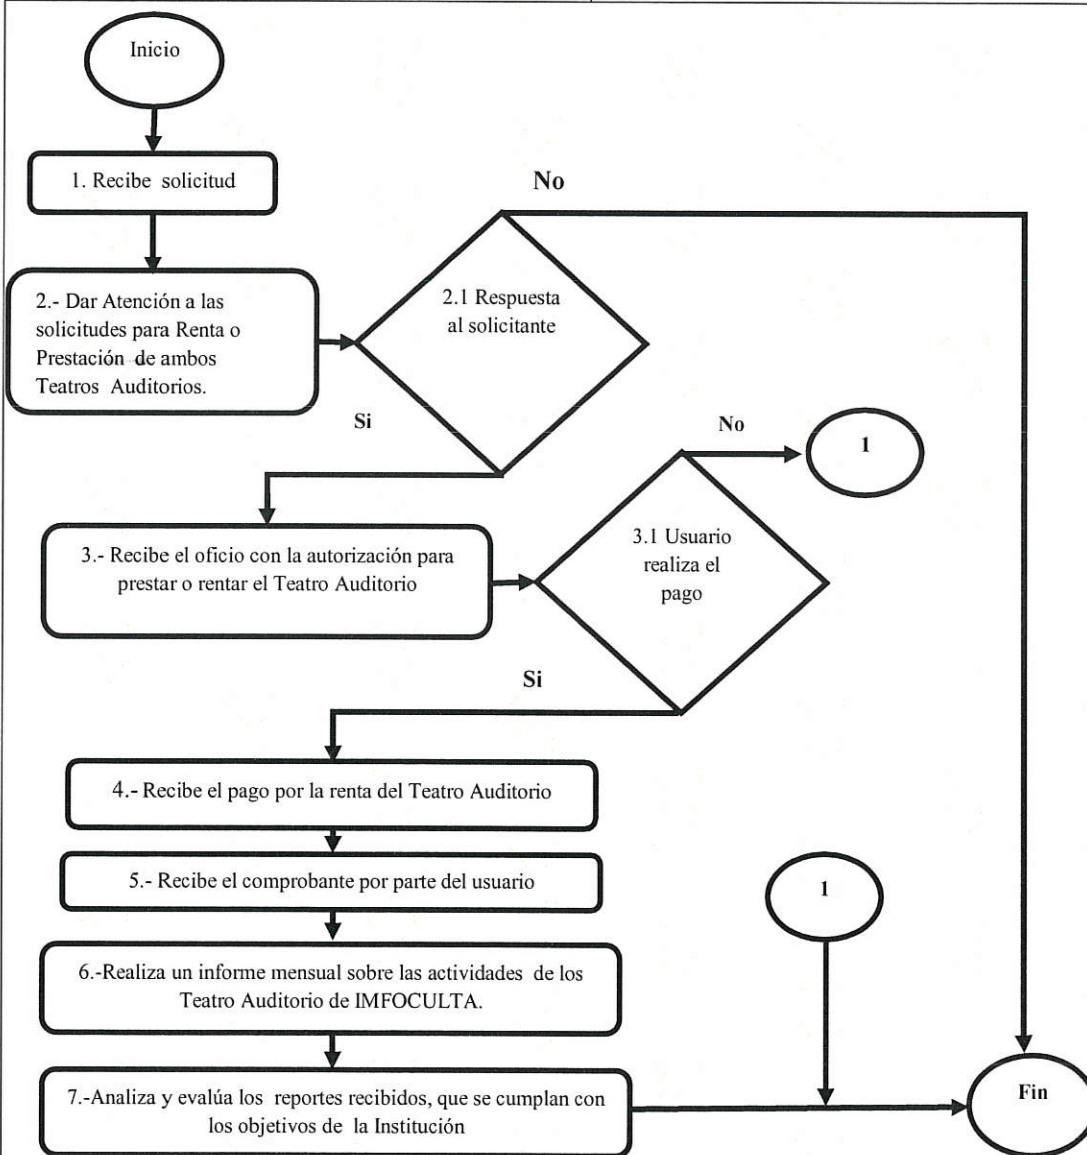 Inicio
1. Recibe solicitud
No
2.- Dar Atención a las
solicitudes para Renta o
Prestación de ambos
Teatros Auditorios.
2.1 Respuesta
al solicitante
Si
No
1
3.- Recibe el oficio con la autorización para
prestar o rentar el Teatro Auditorio
3.1 Usuario
realiza el
pago
Si
4.- Recibe el pago por la renta del Teatro Auditorio
5.- Recibe el comprobante por parte del usuario
1
6.-Realiza un informe mensual sobre las actividades de los
Teatro Auditorio de IMFOCULTA.
7.-Analiza y evalúa los reportes recibidos, que se cumplan con
los objetivos de la Institución
Fin